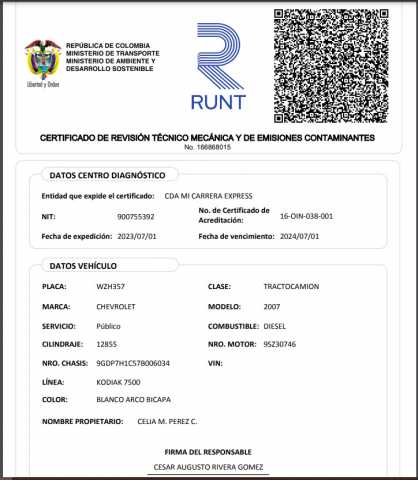 REPÚBLICA DE COLOMBIA
MINISTERIO DE TRANSPORTE
MINISTERIO DE AMBIENTE Y
DESARROLLO SOSTENIBLE
Libertad y Orden
RUNT
CERTIFICADO DE REVISIÓN TÉCNICO MECÁNICA Y DE EMISIONES CONTAMINANTES
No. 166868015
DATOS CENTRO DIAGNÓSTICO
Entidad que expide el certificado: CDA MI CARRERA EXPRESS
NIT: 900755392 No. de Certificado de Acreditación: 16-OIN-038-001
Fecha de expedición: 2023/07/01 Fecha de vencimiento: 2024/07/01
DATOS VEHÍCULO
PLACA: WZH357 CLASE: TRACTOCAMION
MARCA: CHEVROLET MODELO: 2007
SERVICIO: Público COMBUSTIBLE: DIESEL
CILINDRAJE: 12855 NRO. MOTOR: 9SZ30746
NRO. CHASIS: 9GDP7H1C57B006034 VIN:
LÍNEA: KODIAK 7500
COLOR: BLANCO ARCO BICAPA
NOMBRE PROPIETARIO: CELIA M. PEREZ C.
FIRMA DEL RESPONSABLE
CESAR AUGUSTO RIVERA GOMEZ